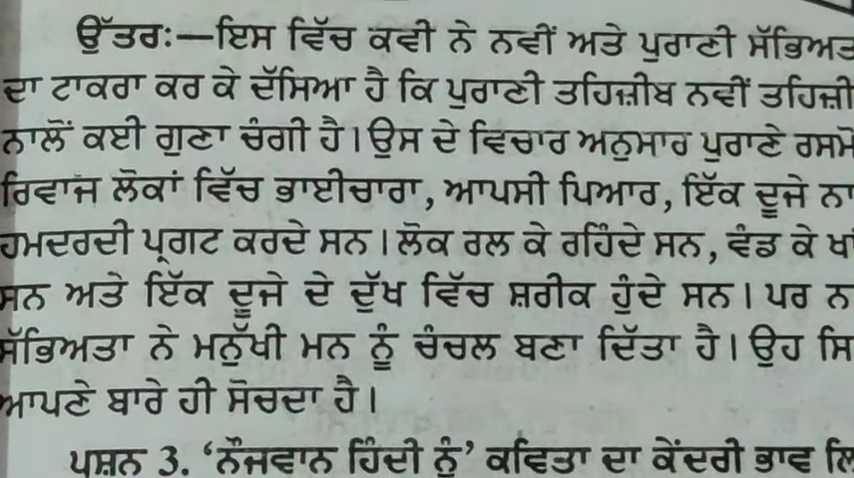 ਉੱਤਰ:—ਇਸ ਵਿੱਚ ਕਵੀ ਨੇ ਨਵੀਂ ਅਤੇ ਪੁਰਾਣੀ ਸੱਭਿਅਤ
ਦਾ ਟਾਕਰਾ ਕਰ ਕੇ ਦੱਸਿਆ ਹੈ ਕਿ ਪੁਰਾਣੀ ਤਹਿਜ਼ੀਬ ਨਵੀਂ ਤਹਿਜ਼ੀ
ਨਾਲੋਂ ਕਈ ਗੁਣਾ ਚੰਗੀ ਹੈ। ਉਸ ਦੇ ਵਿਚਾਰ ਅਨੁਸਾਰ ਪੁਰਾਣੇ ਰਸਮੋ
ਰਿਵਾਜ ਲੋਕਾਂ ਵਿੱਚ ਭਾਈਚਾਰਾ, ਆਪਸੀ ਪਿਆਰ, ਇੱਕ ਦੂਜੇ ਨਾ
ਹਮਦਰਦੀ ਪ੍ਰਗਟ ਕਰਦੇ ਸਨ। ਲੋਕ ਰਲ ਕੇ ਰਹਿੰਦੇ ਸਨ, ਵੰਡ ਕੇ ਖਾਂ
ਸਨ ਅਤੇ ਇੱਕ ਦੂਜੇ ਦੇ ਦੁੱਖ ਵਿੱਚ ਸ਼ਰੀਕ ਹੁੰਦੇ ਸਨ। ਪਰ ਨ
ਸੱਭਿਅਤਾ ਨੇ ਮਨੁੱਖੀ ਮਨ ਨੂੰ ਚੰਚਲ ਬਣਾ ਦਿੱਤਾ ਹੈ। ਉਹ ਸਿ
ਆਪਣੇ ਬਾਰੇ ਹੀ ਸੋਚਦਾ ਹੈ।
ਪ੍ਰਸ਼ਨ 3. ‘ਨੌਜਵਾਨ ਹਿੰਦੀ ਨੂੰ’ ਕਵਿਤਾ ਦਾ ਕੇਂਦਰੀ ਭਾਵ ਲਿ